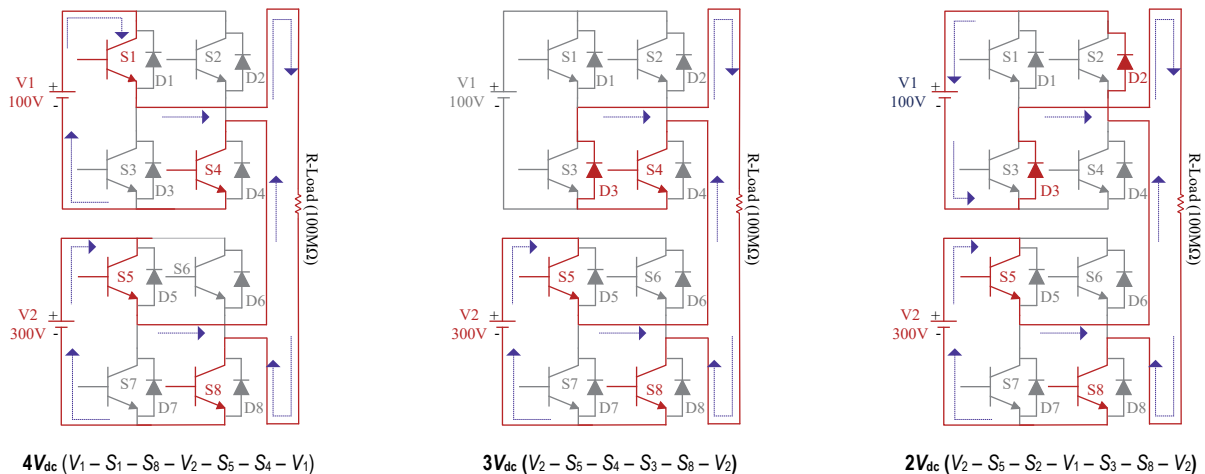 S1
D1
S2
D2
V1
+
100V
-
S3
D3
S4
D4
S5
D5
S6
D6
V2
+
300V
-
S7
D7
S8
D8
R-Load (100MΩ)
4Vdc (V1 – S1 – S8 – V2 – S5 – S4 – V1)
S1
D1
S2
D2
V1
+
100V
-
S3
D3
S4
D4
S5
D5
S6
D6
V2
+
300V
-
S7
D7
S8
D8
R-Load (100MΩ)
3Vdc (V2 – S5 – S4 – S3 – S8 – V2)
S1
D1
S2
D2
V1
+
100V
-
S3
D3
S4
D4
S5
D5
S6
D6
V2
+
300V
-
S7
D7
S8
D8
R-Load (100MΩ)
2Vdc (V2 – S5 – S2 – V1 – S3 – S8 – V2)